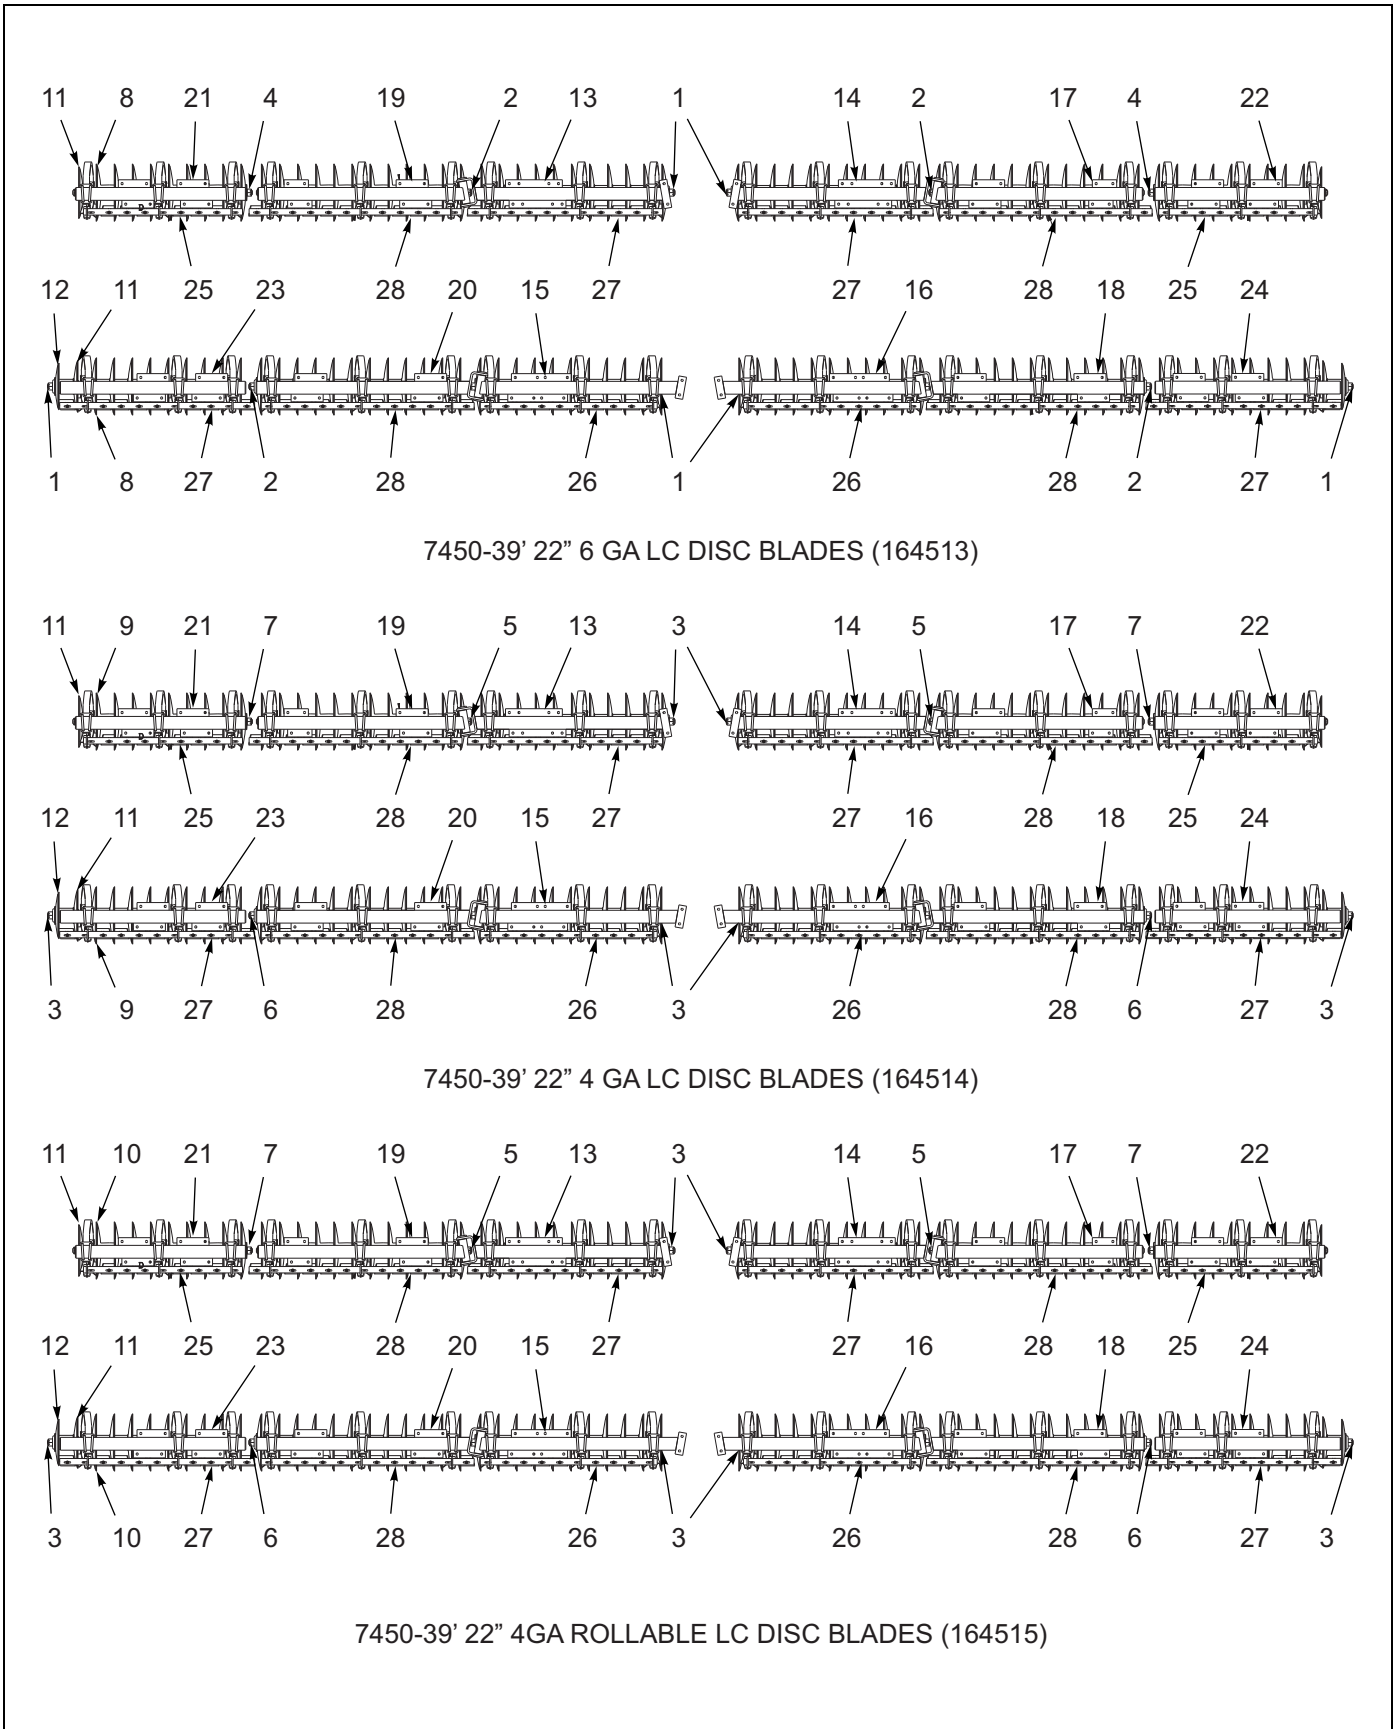 11 8 21 4 19 2 13 1 14 2 17 4 22
25 28 27 27 28 25
12 11 23 20 15 16 18 24
1 8 27 2 28 26 1 26 28 2 27 1
7450-39’ 22” 6 GA LC DISC BLADES (164513)
11 9 21 7 19 5 13 3 14 5 17 7 22
25 28 27 27 28 25
12 11 23 20 15 16 18 24
3 9 27 6 28 26 3 26 28 6 27 3
7450-39’ 22” 4 GA LC DISC BLADES (164514)
11 10 21 7 19 5 13 3 14 5 17 7 22
25 28 27 27 28 25
12 11 23 20 15 16 18 24
3 10 27 6 28 26 3 26 28 6 27 3
7450-39’ 22” 4GA ROLLABLE LC DISC BLADES (164515)